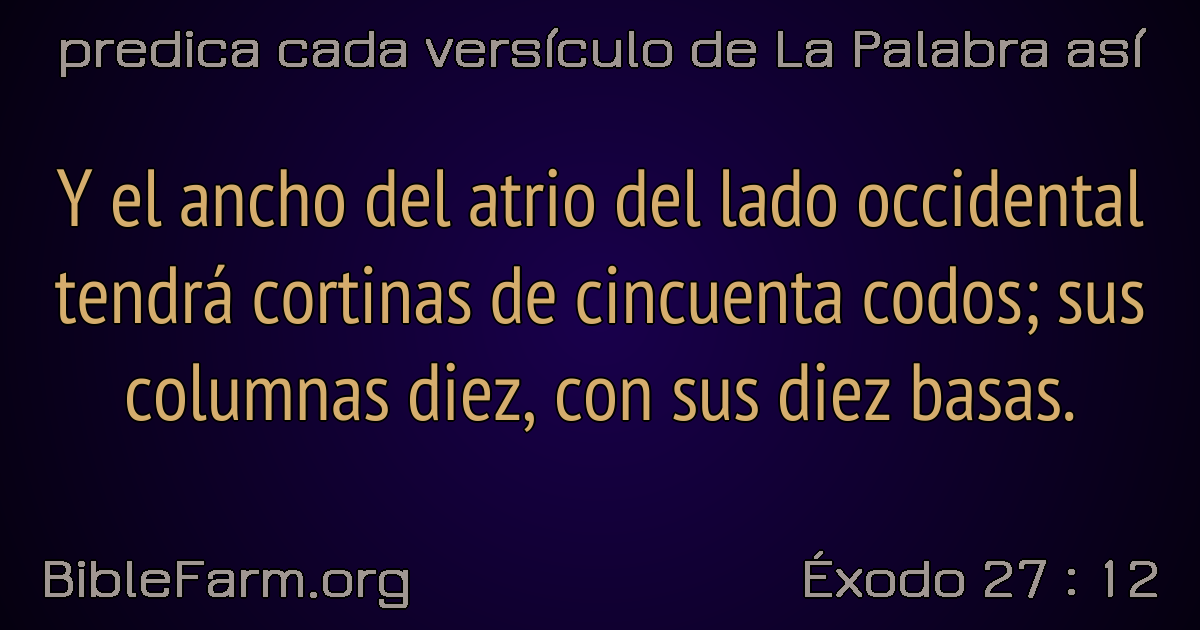 predica cada versículo de La Palabra así
Y el ancho del atrio del lado occidental
tendrá cortinas de cincuenta codos; sus
columnas diez, con sus diez basas.
BibleFarm.org
Éxodo 27 : 12